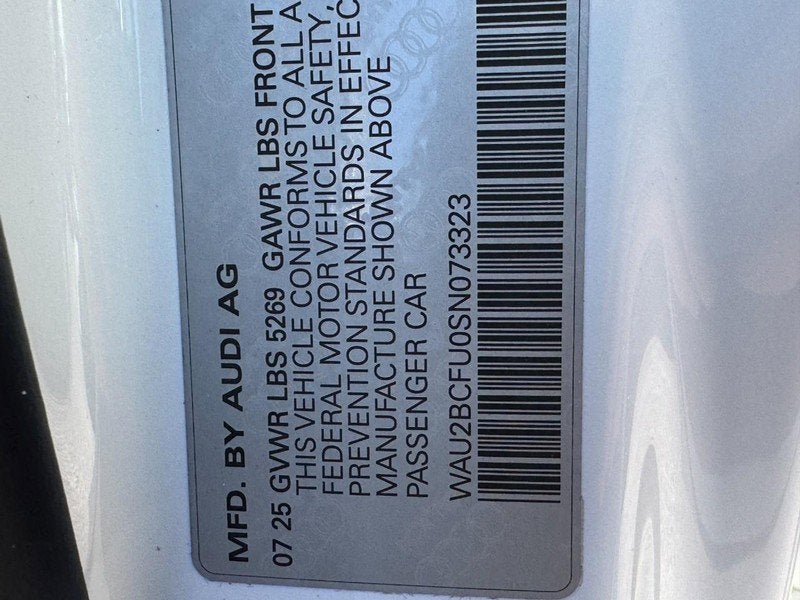 MFD. BY AUDI AG
07 25 GVWR LBS 5269 GAWR LBS FRONT
THIS VEHICLE CONFORMS TO ALL A
FEDERAL MOTOR VEHICLE SAFETY,
PREVENTION STANDARDS IN EFFEC
MANUFACTURE SHOWN ABOVE
PASSENGER CAR
WAU2BCFU0SN073323